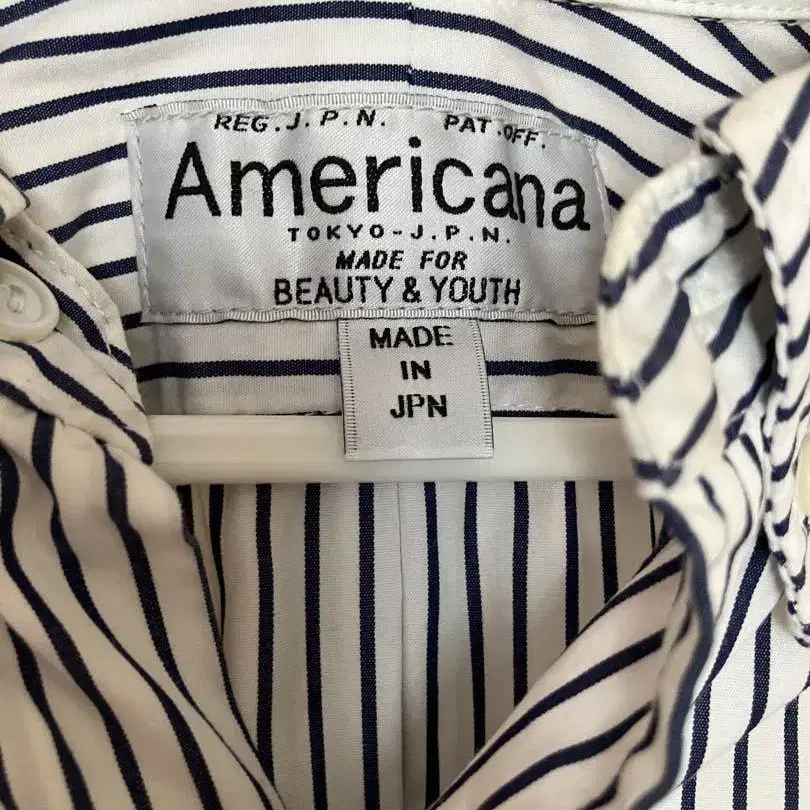 REG.J.P.N. PAT.OFF.
Americana
TOKYO-J.P.N.
MADE FOR
BEAUTY & YOUTH
MADE
IN
JPN